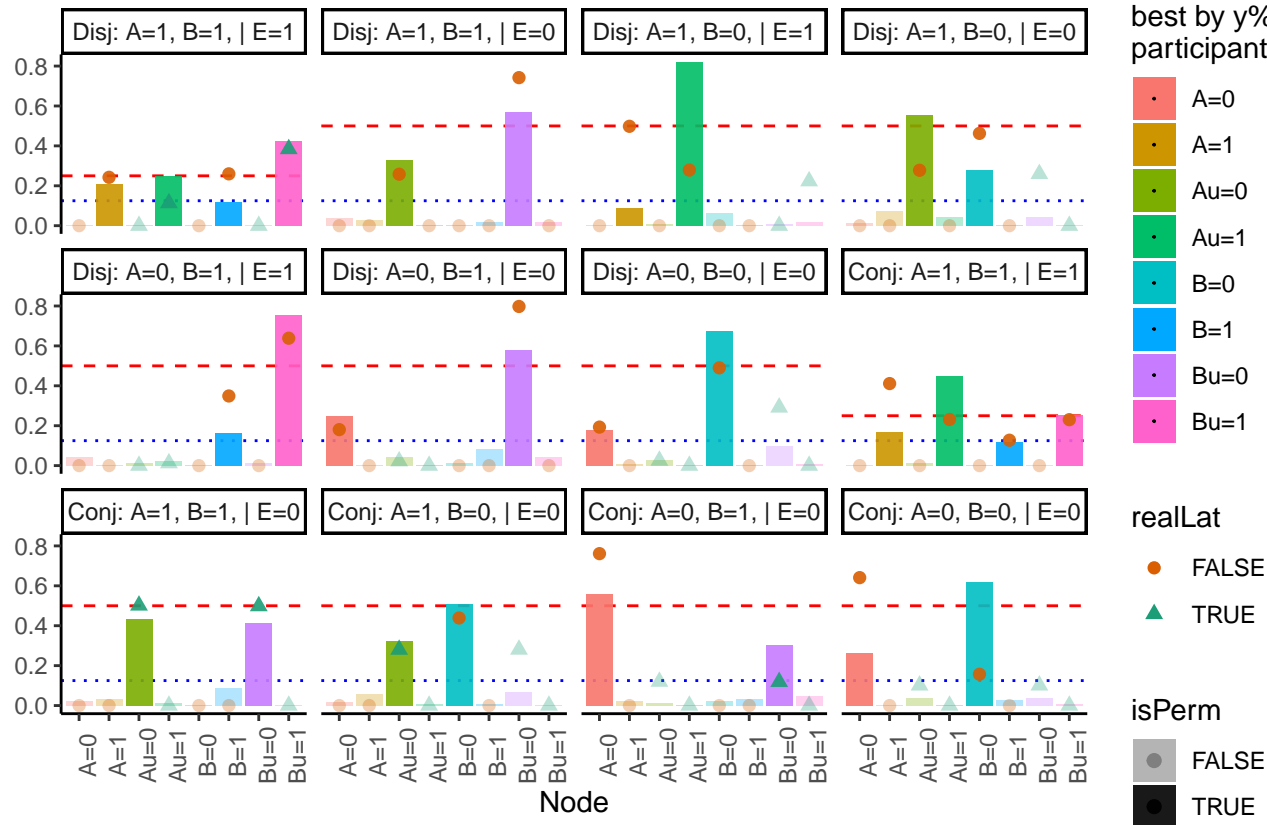 Disj: A=1, B=1, | E=1
Disj: A=1, B=1, | E=0
Disj: A=1, B=0, | E=1
Disj: A=1, B=0, | E=0
0.8
0.6
0.4
0.2
0.0
Disj: A=0, B=1, | E=1
Disj: A=0, B=1, | E=0
Disj: A=0, B=0, | E=0
Conj: A=1, B=1, | E=1
0.8
0.6
0.4
0.2
0.0
Conj: A=1, B=1, | E=0
Conj: A=1, B=0, | E=0
Conj: A=0, B=1, | E=0
Conj: A=0, B=0, | E=0
0.8
0.6
0.4
0.2
0.0
A=0
A=1
Au=0
Au=1
B=0
B=1
Bu=0
Bu=1
A=0
A=1
Au=0
Au=1
B=0
B=1
Bu=0
Bu=1
A=0
A=1
Au=0
Au=1
B=0
B=1
Bu=0
Bu=1
A=0
A=1
Au=0
Au=1
B=0
B=1
Bu=0
Bu=1
Node
best by y%
participant
A=0
A=1
Au=0
Au=1
B=0
B=1
Bu=0
Bu=1
realLat
FALSE
TRUE
isPerm
FALSE
TRUE